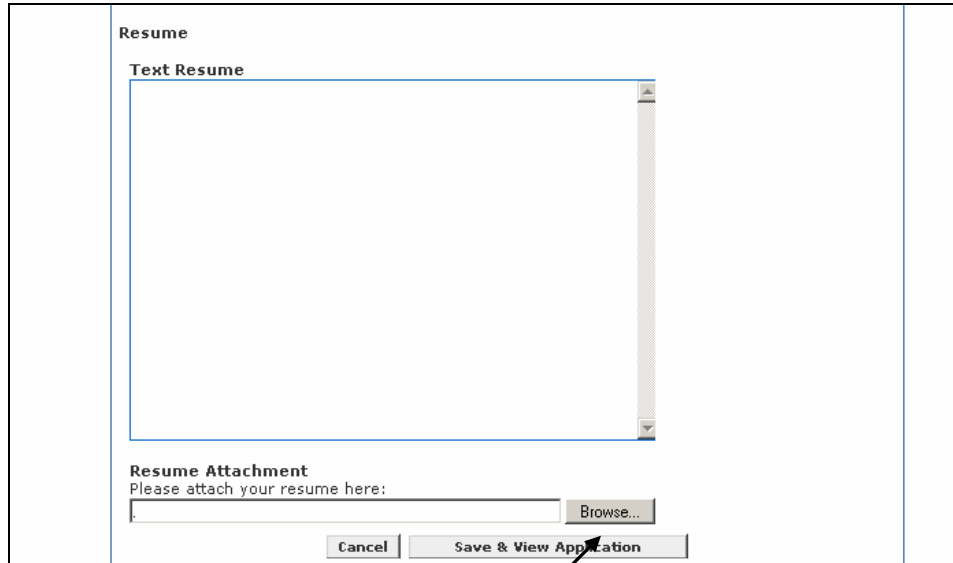 Resume
Text Resume
Resume Attachment
Please attach your resume here:
. Browse...
Cancel Save & View Application